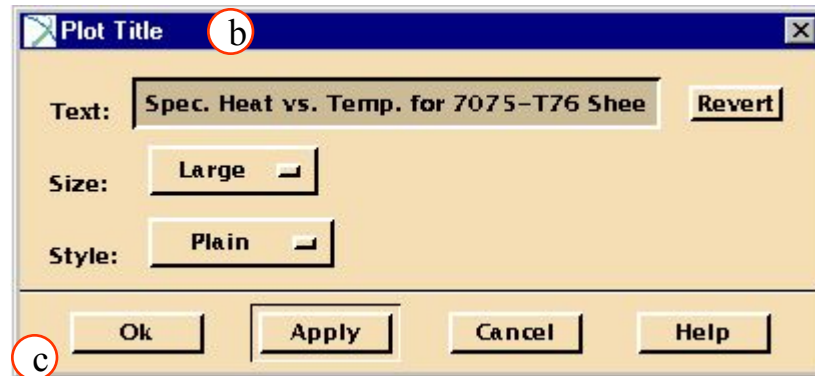 Plot Title b
Text: Spec. Heat vs. Temp. for 7075-T76 Shee Revert
Size: Large
Style: Plain
Ok Apply Cancel Help
c